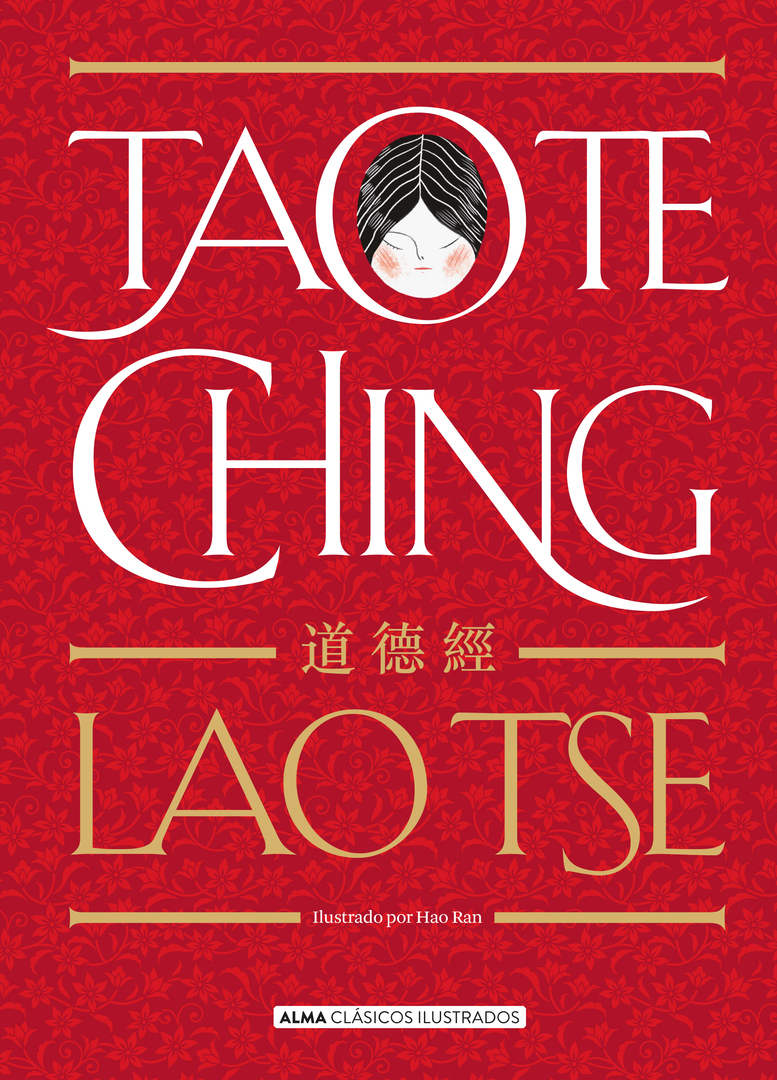 TAO TE
CHING
道德經
LAO TSE
Ilustrado por Hao Ran
ALMA CLÁSICOS ILUSTRADOS